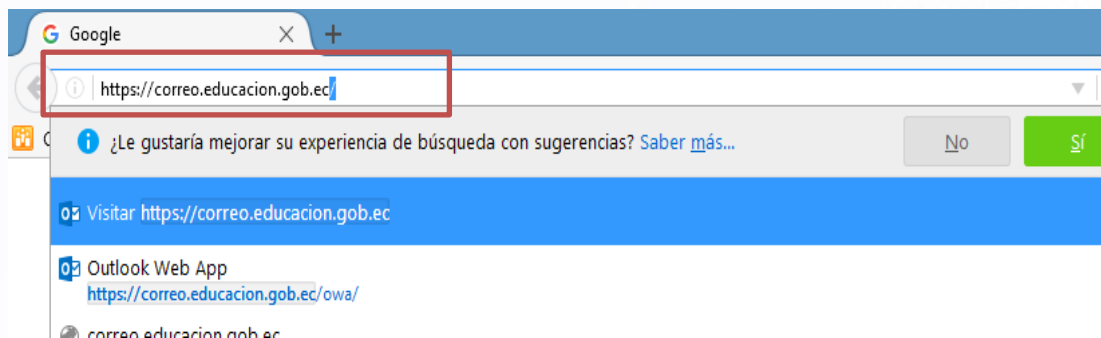 Google
https://correo.educacion.gob.ec/
¿Le gustaría mejorar su experiencia de búsqueda con sugerencias? Saber más...
No
Sí
Visitar https://correo.educacion.gob.ec
Outlook Web App
https://correo.educacion.gob.ec/owa/
correo.educacion.gob.ec